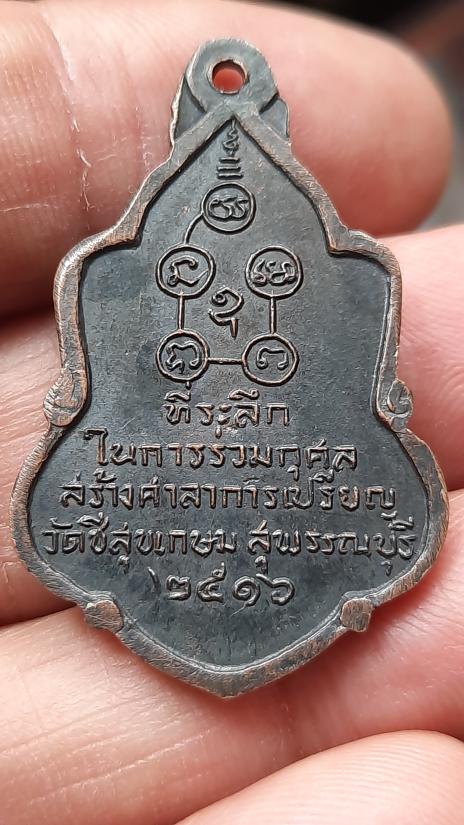 ที่ระลึก
ในการร่วมกุศล
สร้างศาลาการเปรียญ
วัดชีสุขเกษม สุพรรณบุรี
๒๕๑๖